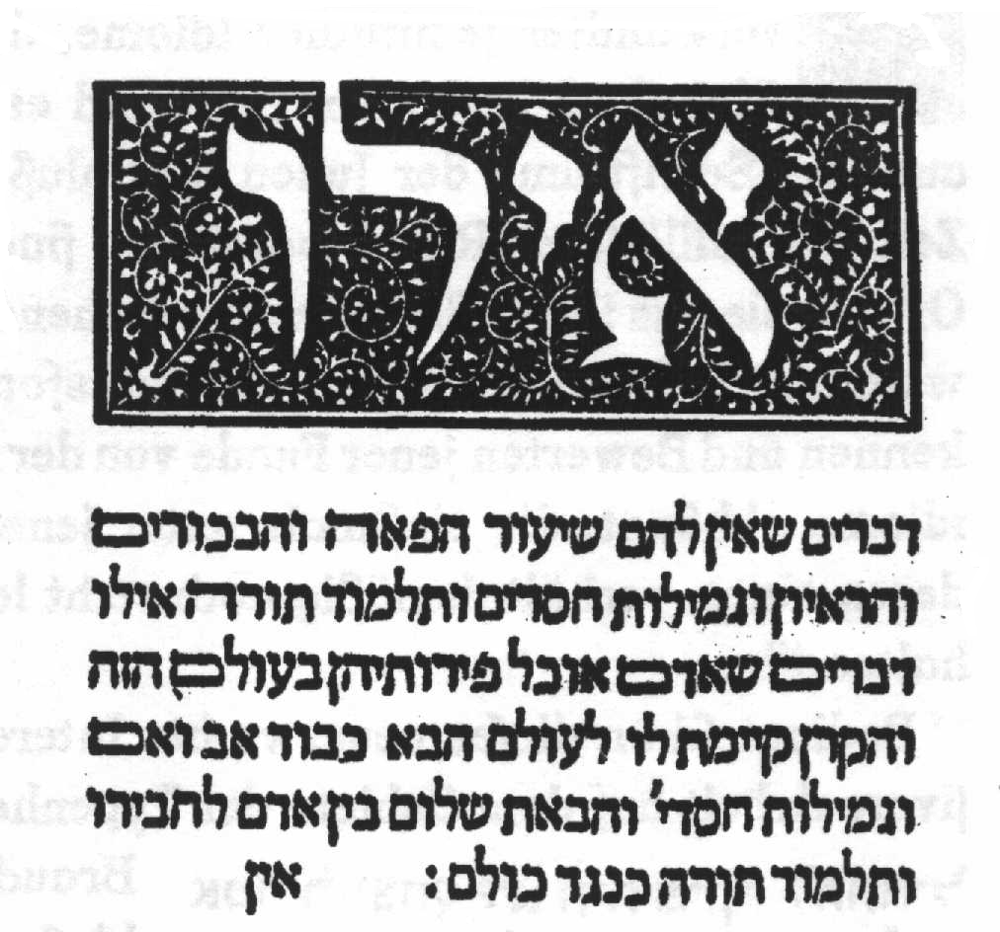 אילו
דברים שאין להם שיעור הפאה והבכורים
והראיון וגמילות חסדים ותלמוד תורה אילו
דברים שאדם אוכל פירותיהן בעולם הזה
והקרן קיימת לו לעולם הבא כבוד אב ואם
וגמילות חסדי׳ והבאת שלום בין אדם לחבירו
ותלמוד תורה כנגד כולם : אין